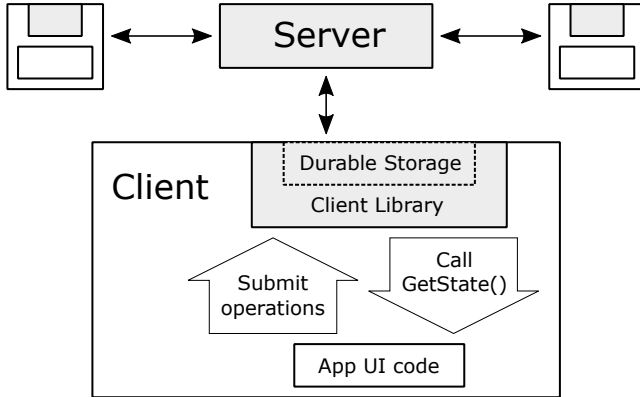 Server
Client
Durable Storage
Client Library
Submit
operations
Call
GetState()
App UI code